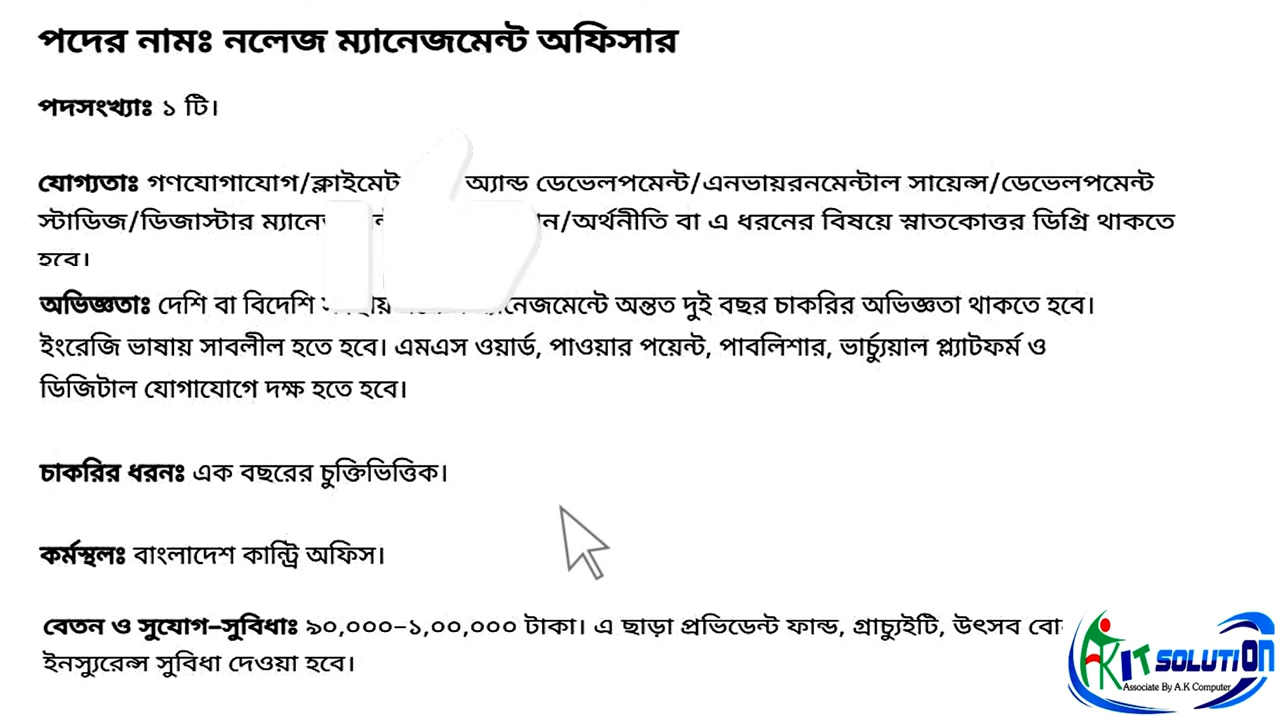 পদের নামঃ নলেজ ম্যানেজমেন্ট অফিসার
পদসংখ্যাঃ ১ টি।
যোগ্যতাঃ গণযোগাযোগ/ক্লাইমেট অ্যান্ড ডেভেলপমেন্ট/এনভায়রনমেন্টাল সায়েন্স/ডেভেলপমেন্ট
স্টাডিজ/ডিজাস্টার /অর্থনীতি বা এ ধরনের বিষয়ে স্নাতকোত্তর ডিগ্রি থাকতে
হবে।
অভিজ্ঞতাঃ দেশি বা বিদেশি অন্তত দুই বছর চাকরির অভিজ্ঞতা থাকতে হবে।
ইংরেজি ভাষায় সাবলীল হতে হবে। এমএস ওয়ার্ড, পাওয়ার পয়েন্ট, পাবলিশার, ভার্চ্যুয়াল প্ল্যাটফর্ম ও
ডিজিটাল যোগাযোগে দক্ষ হতে হবে।
চাকরির ধরনঃ এক বছরের চুক্তিভিত্তিক।
কর্মস্থলঃ বাংলাদেশ কান্ট্রি অফিস।
বেতন ও সুযোগ–সুবিধাঃ ৯০,০০০–১,০০,০০০ টাকা। এ ছাড়া প্রভিডেন্ট ফান্ড, গ্রাচ্যুইটি, উৎসব
ইনস্যুরেন্স সুবিধা দেওয়া হবে।
AK IT SOLUTION
Associate By A.K Computer